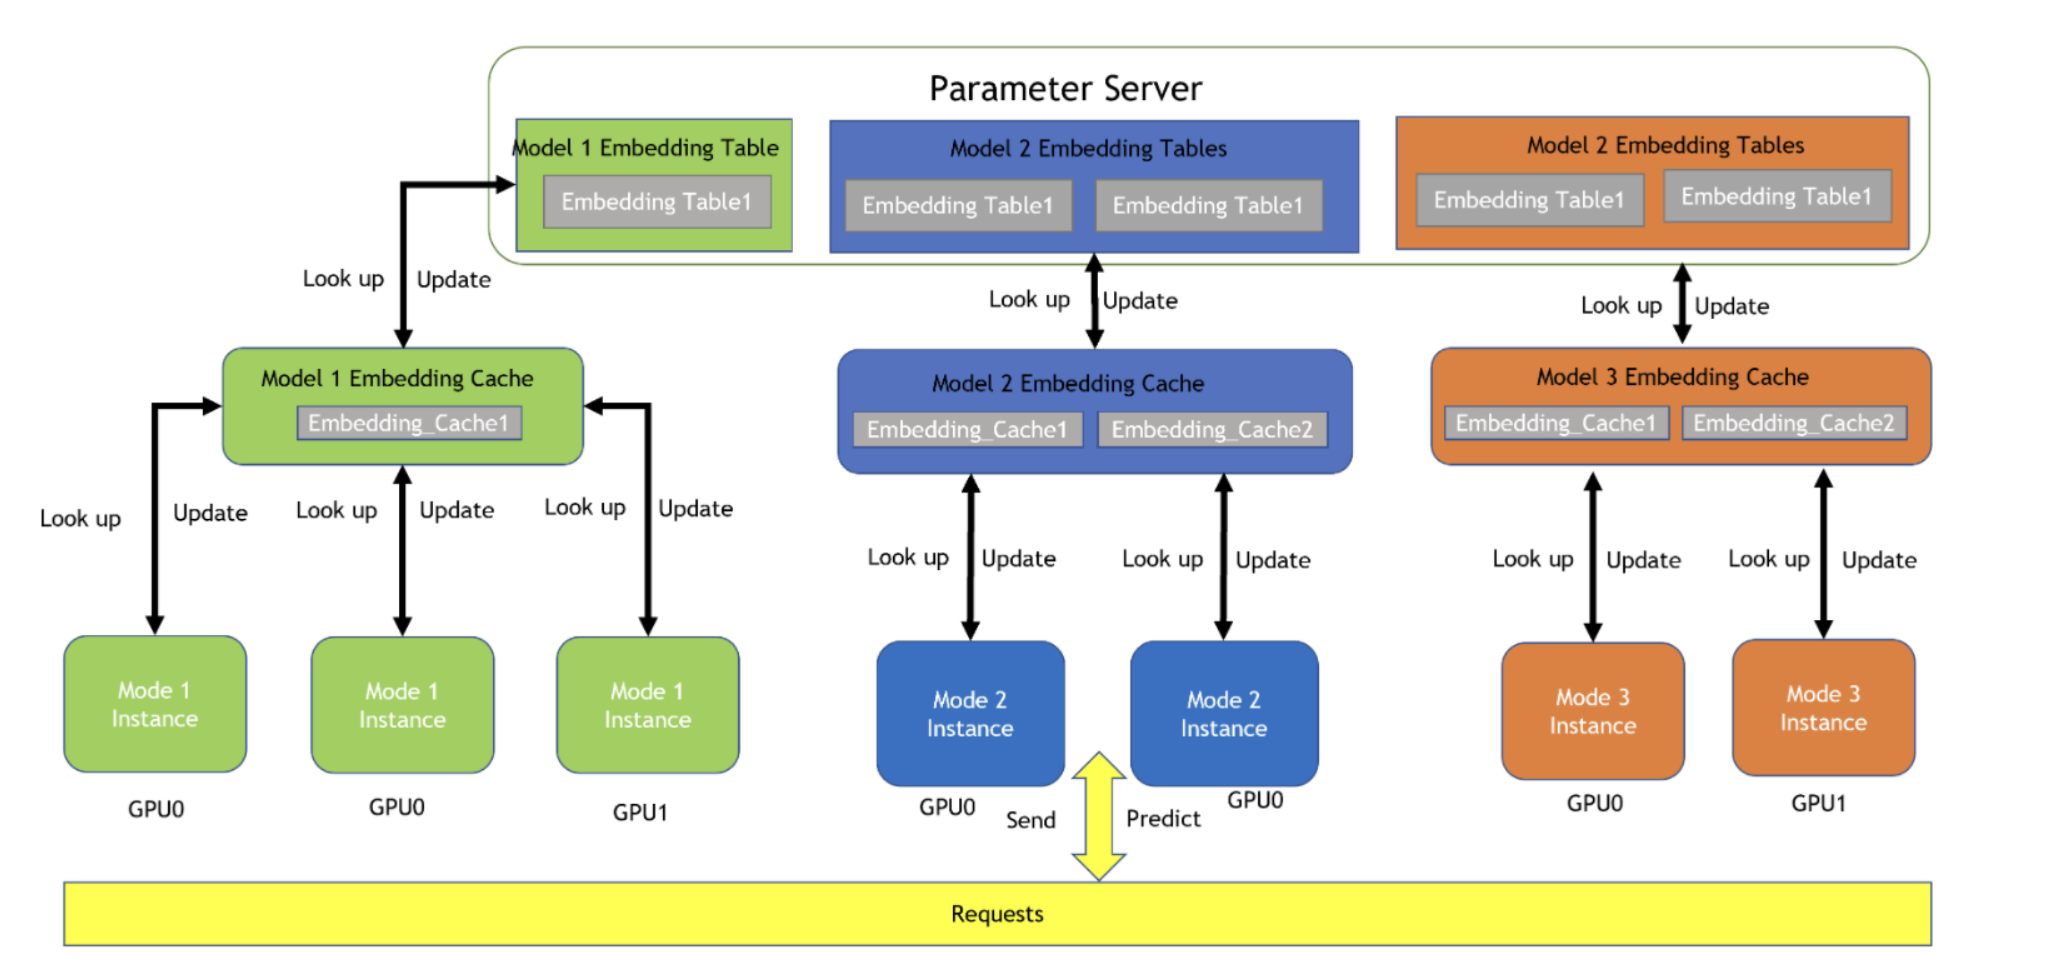 Parameter Server
Model 1 Embedding Table
Embedding Table1
Model 2 Embedding Tables
Embedding Table1
Embedding Table1
Model 2 Embedding Tables
Embedding Table1
Embedding Table1
Look up
Update
Look up
Update
Look up
Update
Model 1 Embedding Cache
Embedding_Cache1
Model 2 Embedding Cache
Embedding_Cache1
Embedding_Cache2
Model 3 Embedding Cache
Embedding_Cache1
Embedding_Cache2
Look up
Update
Look up
Update
Look up
Update
Look up
Update
Look up
Update
Look up
Update
Look up
Update
Mode 1
Instance
Mode 1
Instance
Mode 1
Instance
Mode 2
Instance
Mode 2
Instance
Mode 3
Instance
Mode 3
Instance
GPU0
GPU0
GPU1
GPU0
GPU0
GPU0
GPU1
Send
Predict
Requests